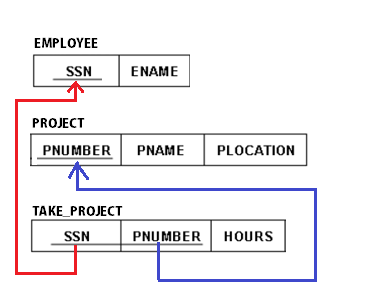 EMPLOYEE
SSN ENAME
PROJECT
PNUMBER PNAME PLOCATION
TAKE_PROJECT
SSN PNUMBER HOURS